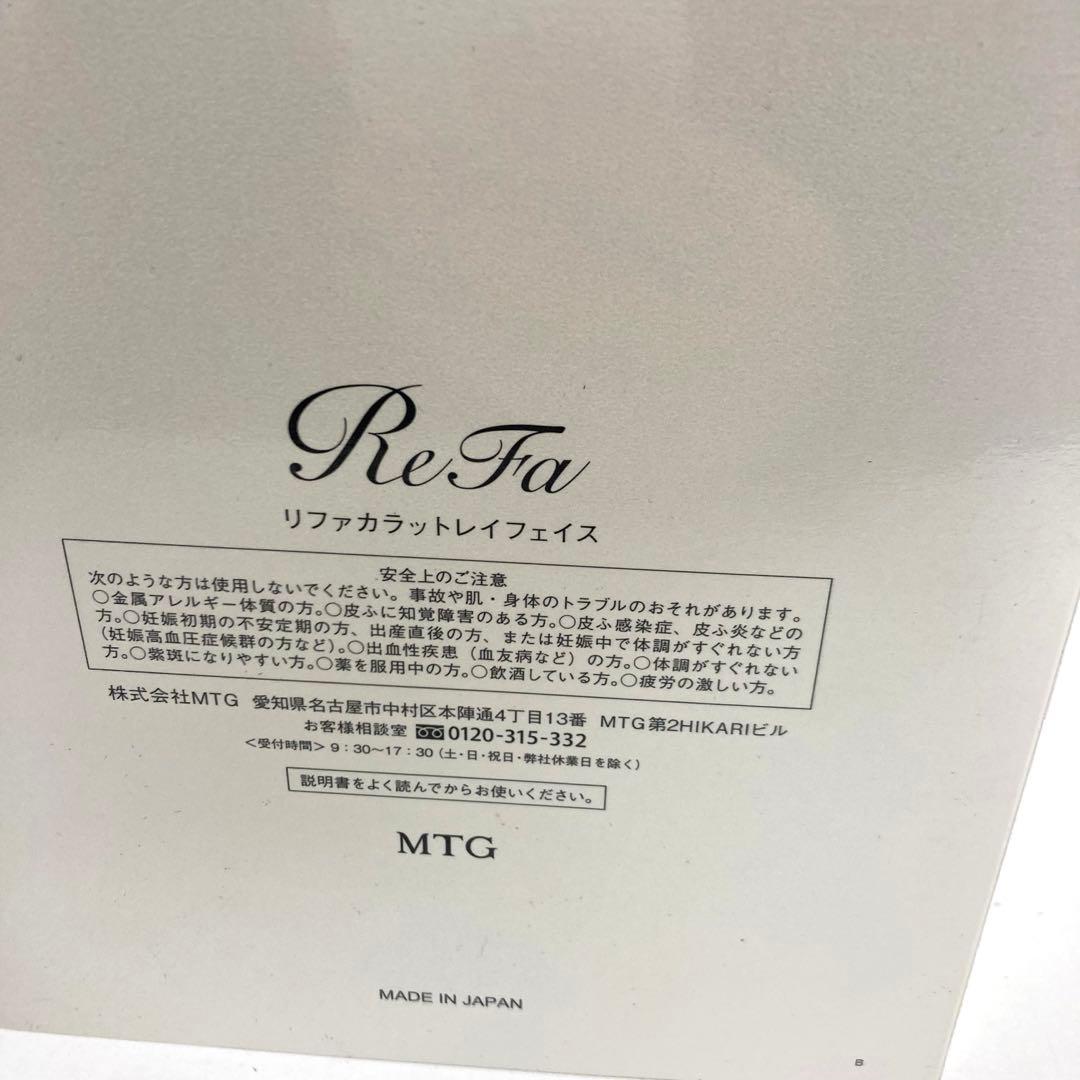 ReFa
リファカラットレイフェイス
安全上のご注意
次のような方は使用しないでください。事故や肌・身体のトラブルのおそれがあります。
○金属アレルギー体質の方。○皮ふに知覚障害のある方。○皮ふ感染症、皮ふ炎などの
方。○妊娠初期の不安定期の方、出産直後の方、または妊娠中で体調がすぐれない方
(妊娠高血圧症候群の方など)。○出血性疾患(血友病など)の方。○体調がすぐれない
方。○紫斑になりやすい方。○薬を服用中の方。○飲酒している方。○疲労の激しい方。
株式会社MTG 愛知県名古屋市中村区本陣通4丁目13番 MTG第2HIKARIビル
お客様相談室 0120-315-332
<受付時間>9:30〜17:30(土・日・祝日・弊社休業日を除く)
説明書をよく読んでからお使いください。
MTG
MADE IN JAPAN
B